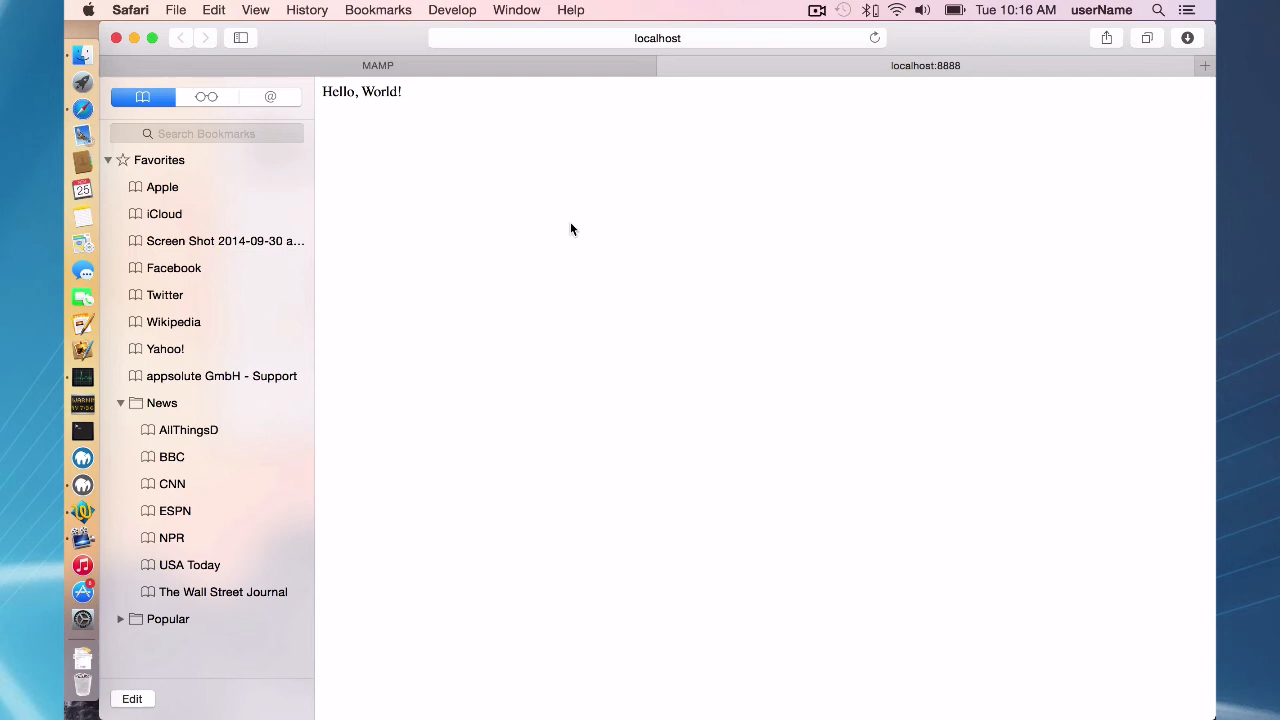 Safari File Edit View History Bookmarks Develop Window Help Tue 10:16 AM userName
localhost
MAMP localhost:8888
Hello, World!
@
Search Bookmarks
Favorites
Apple
iCloud
Screen Shot 2014-09-30 a...
Facebook
Twitter
Wikipedia
Yahoo!
appsolute GmbH - Support
News
AllThingsD
BBC
CNN
ESPN
NPR
USA Today
The Wall Street Journal
Popular
Edit
25